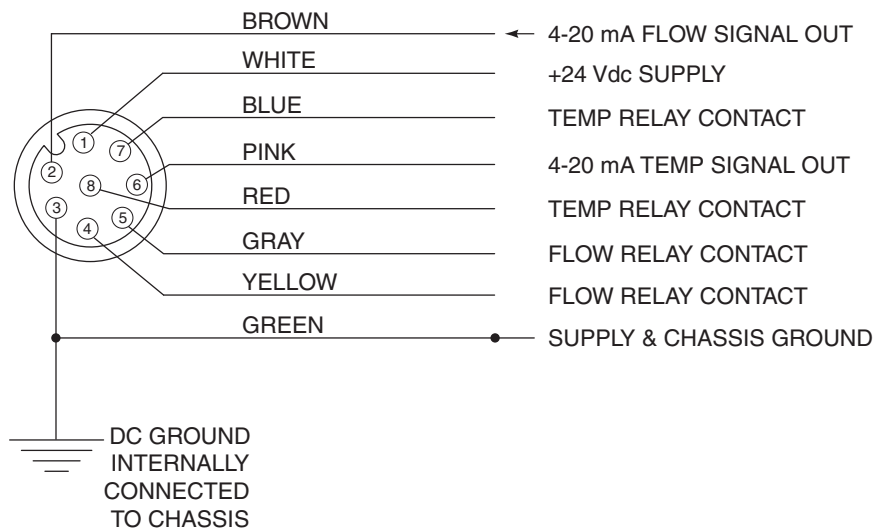 BROWN
4-20 mA FLOW SIGNAL OUT
WHITE
+24 Vdc SUPPLY
BLUE
TEMP RELAY CONTACT
PINK
4-20 mA TEMP SIGNAL OUT
RED
TEMP RELAY CONTACT
GRAY
FLOW RELAY CONTACT
YELLOW
FLOW RELAY CONTACT
GREEN
SUPPLY & CHASSIS GROUND
1
7
2
8
6
3
5
4
DC GROUND
INTERNALLY
CONNECTED
TO CHASSIS